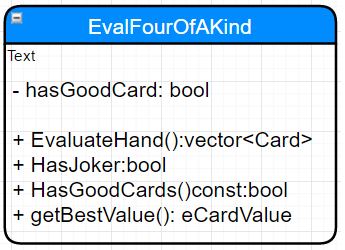 EvalFourOfAKind
Text
- hasGoodCard: bool
+ EvaluateHand():vector<Card>
+ HasJoker:bool
+ HasGoodCards()const:bool
+ getBestValue(): eCardValue